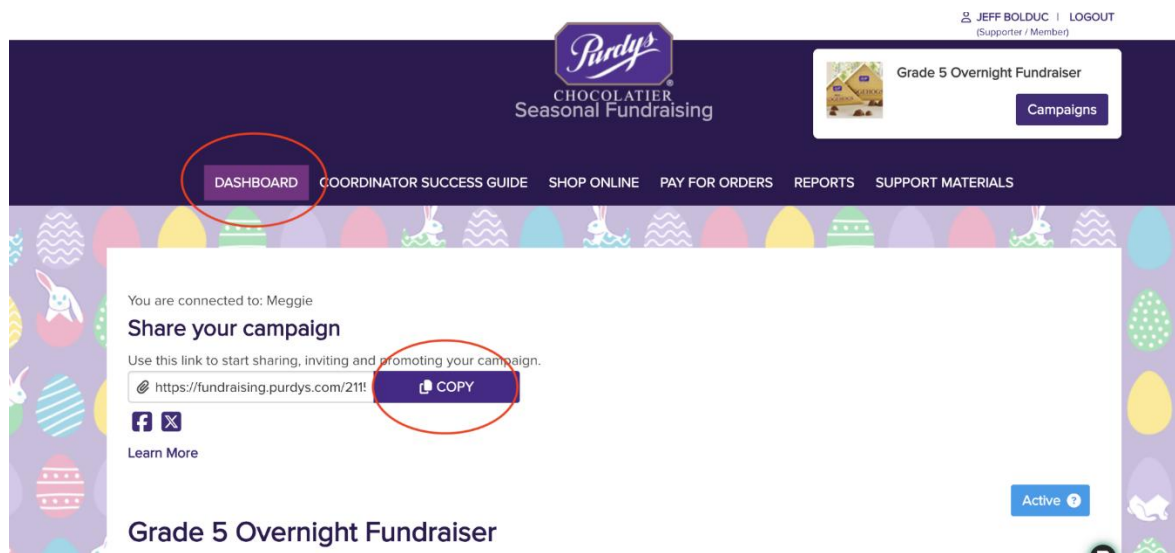 JEFF BOLDUC | LOGOUT
(Supporter / Member)
Purdys
CHOCOLATIER
Seasonal Fundraising
Grade 5 Overnight Fundraiser
Campaigns
DASHBOARD COORDINATOR SUCCESS GUIDE SHOP ONLINE PAY FOR ORDERS REPORTS SUPPORT MATERIALS
You are connected to: Meggie
Share your campaign
Use this link to start sharing, inviting and promoting your campaign.
https://fundraising.purdys.com/211! COPY
Learn More
Active ?
Grade 5 Overnight Fundraiser